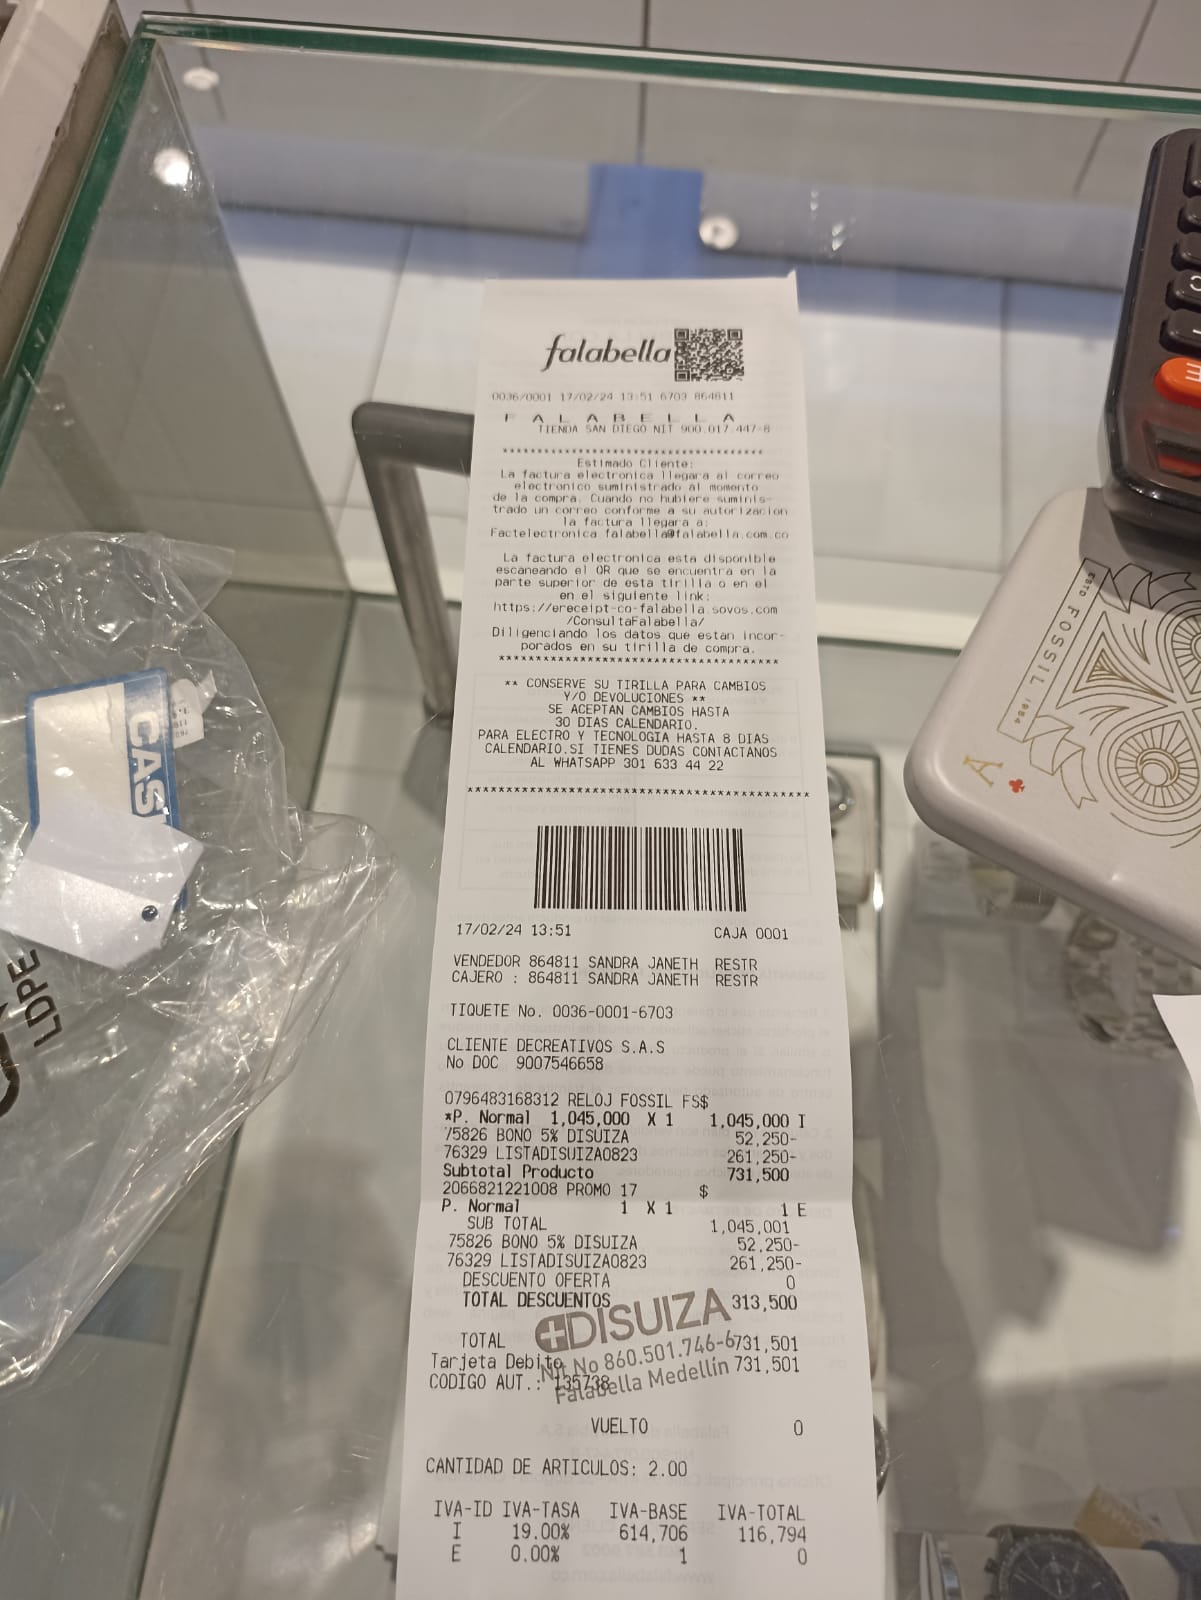 falabella
0036/0001 17/02/24 13:51 6703 864811
F A L A B E L L A
TIENDA SAN DIEGO NIT 900.017.447-8
****************************************
Estimado Cliente:
La factura electronica llegara al correo
electronico suministrado al momento
de la compra. Cuando no hubiere suminis-
trado un correo conforme a su autorizacion
la factura llegara a:
Factelectronica falabella@falabella.com.co
La factura electronica esta disponible
escaneando el QR que se encuentra en la
parte superior de esta tirilla o en el
en el siguiente link:
https://ereceipt-co-falabella.sovos.com
/ConsultaFalabella/
Diligenciando los datos que estan incor-
porados en su tirilla de compra.
****************************************
** CONSERVE SU TIRILLA PARA CAMBIOS
Y/O DEVOLUCIONES **
SE ACEPTAN CAMBIOS HASTA
30 DIAS CALENDARIO.
PARA ELECTRO Y TECNOLOGIA HASTA 8 DIAS
CALENDARIO.SI TIENES DUDAS CONTACTANOS
AL WHATSAPP 301 633 44 22
****************************************
17/02/24 13:51 CAJA 0001
VENDEDOR 864811 SANDRA JANETH RESTR
CAJERO : 864811 SANDRA JANETH RESTR
TIQUETE No. 0036-0001-6703
CLIENTE DECREATIVOS S.A.S
No DOC 9007546658
0796483168312 RELOJ FOSSIL FS$
*P. Normal 1,045,000 X 1 1,045,000 I
75826 BONO 5% DISUIZA 52,250-
76329 LISTADISUIZA0823 261,250-
Subtotal Producto 731,500
2066821221008 PROMO 17 $
P. Normal 1 X 1 1 E
SUB TOTAL 1,045,001
75826 BONO 5% DISUIZA 52,250-
76329 LISTADISUIZA0823 261,250-
DESCUENTO OFERTA 0
TOTAL DESCUENTOS 313,500
TOTAL 731,501
Tarjeta Debito 731,501
CODIGO AUT.: 135738
DISUIZA
Nit No 860.501.746-6
Falabella Medellín
VUELTO 0
CANTIDAD DE ARTICULOS: 2.00
IVA-ID IVA-TASA IVA-BASE IVA-TOTAL
I 19.00% 614,706 116,794
E 0.00% 1 0
CAS
LDPE
ESTD FOSSIL 1954
A